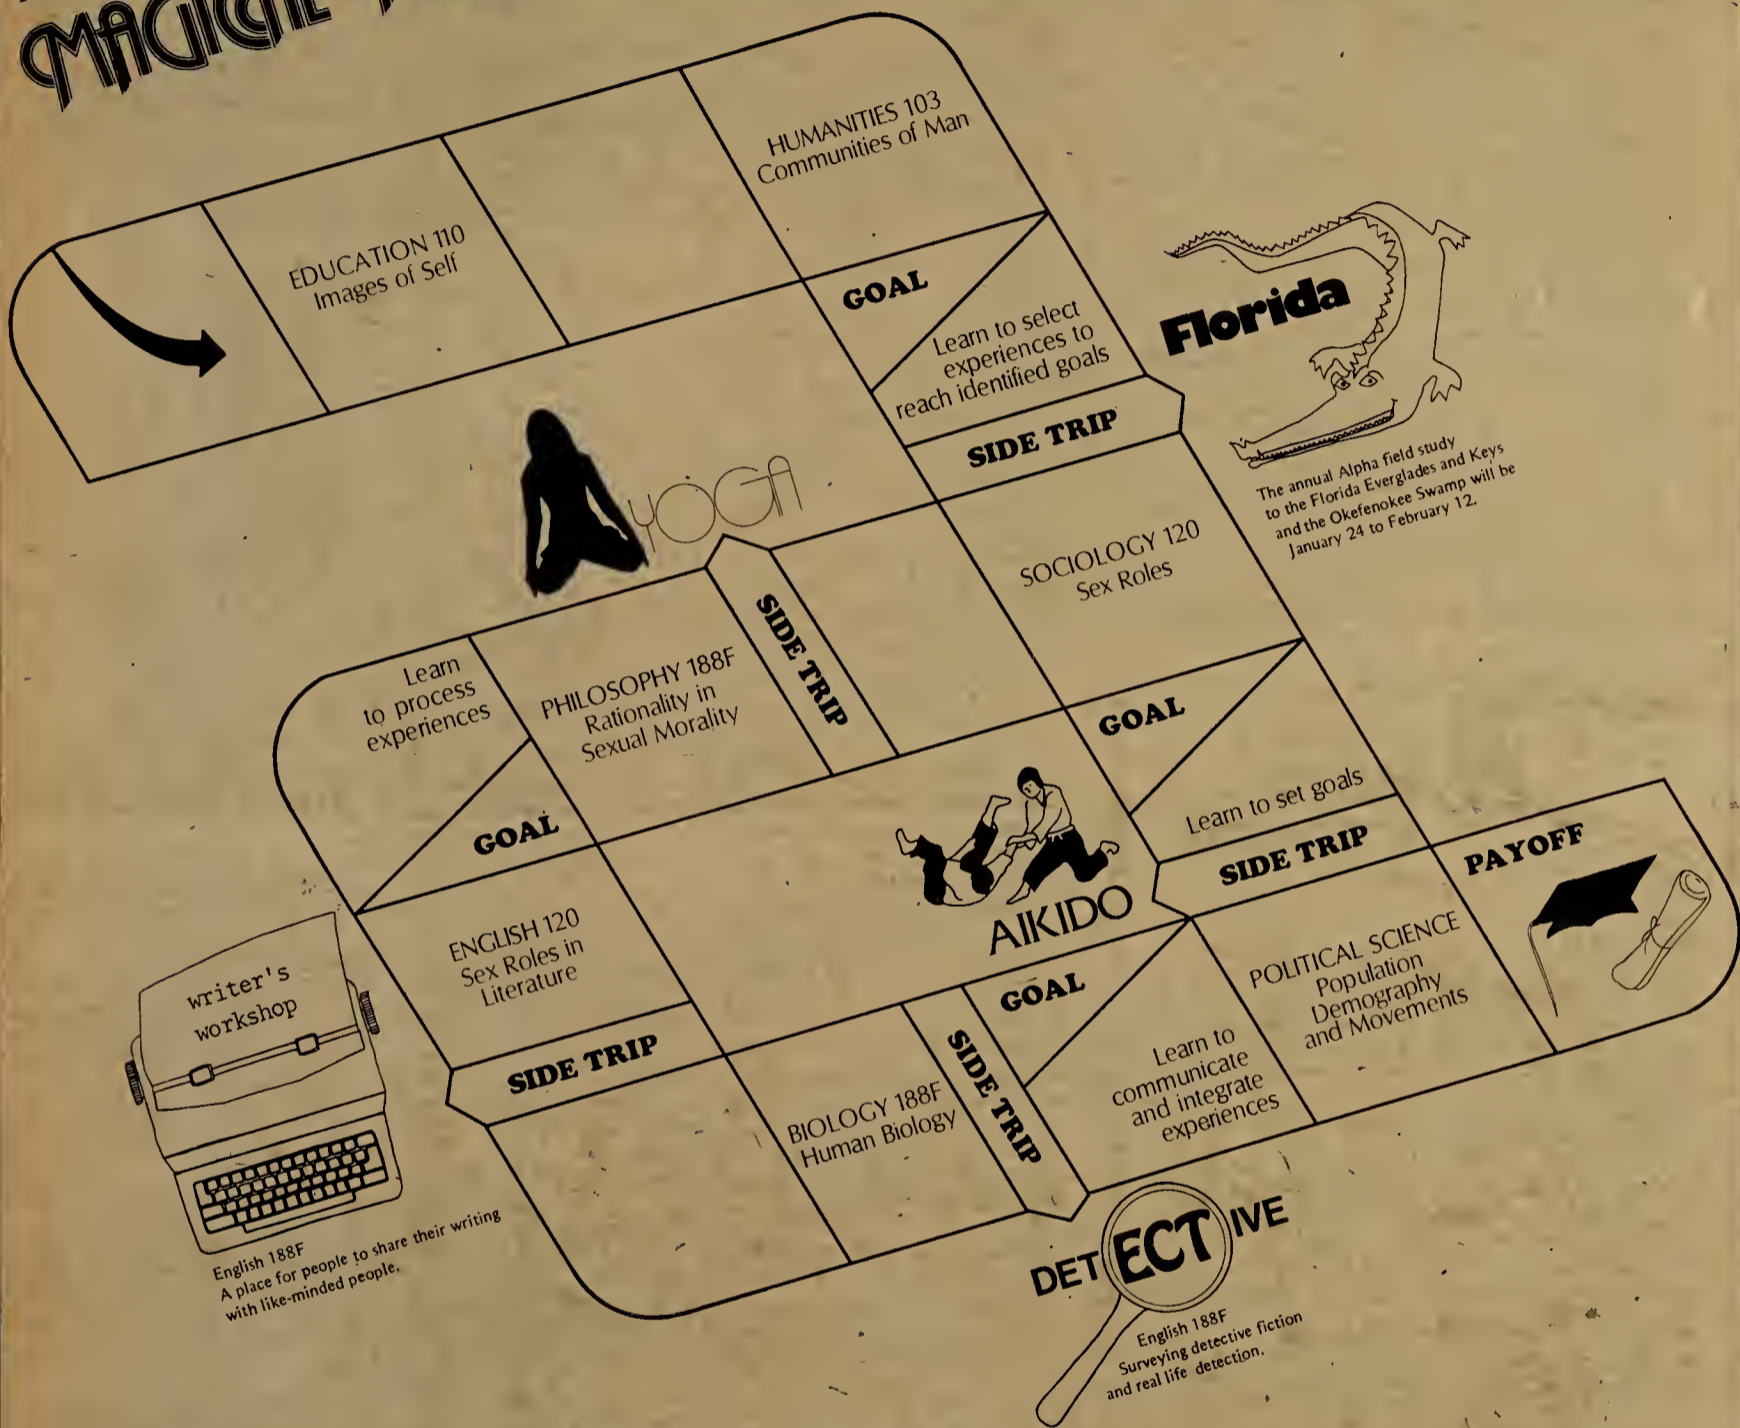 MAGICAL
HUMANITIES 103
Communities of Man
EDUCATION 110
Images of Self
GOAL
Learn to select
experiences to
reach identified goals
SIDE TRIP
Florida
The annual Alpha field study
to the Florida Everglades and Keys
and the Okefenokee Swamp will be
January 24 to February 12.
YOGA
SOCIOLOGY 120
Sex Roles
SIDE TRIP
PHILOSOPHY 188F
Rationality in
Sexual Morality
Learn
to process
experiences
GOAL
GOAL
Learn to set goals
SIDE TRIP
PAYOFF
AIKIDO
ENGLISH 120
Sex Roles in
Literature
writer's
workshop
SIDE TRIP
English 188F
A place for people to share their writing
with like-minded people.
BIOLOGY 188F
Human Biology
SIDE TRIP
GOAL
Learn to
communicate
and integrate
experiences
POLITICAL SCIENCE
Population
Demography
and Movements
DETECTIVE
English 188F
Surveying detective fiction
and real life detection.